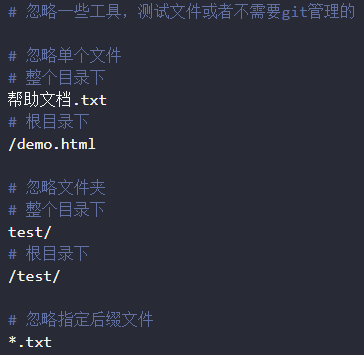 # 忽略一些工具，测试文件或者不需要git管理的
# 忽略单个文件
# 整个目录下
帮助文档.txt
# 根目录下
/demo.html
# 忽略文件夹
# 整个目录下
test/
# 根目录下
/test/
# 忽略指定后缀文件
*.txt